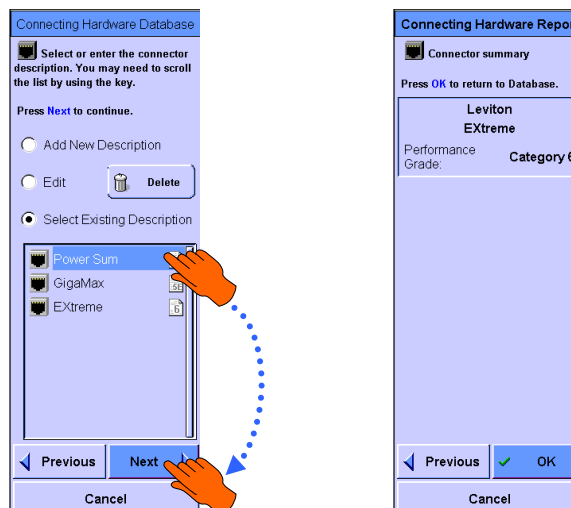 Connecting Hardware Database
Select or enter the connector
description. You may need to scroll
the list by using the key.
Press Next to continue.
Add New Description
Edit
Delete
Select Existing Description
Power Sum
GigaMax
5E
EXtreme
6
Previous
Next
Cancel
Connecting Hardware Repor
Connector summary
Press OK to return to Database.
Leviton
EXtreme
Performance
Grade:
Category 6
Previous
OK
Cancel